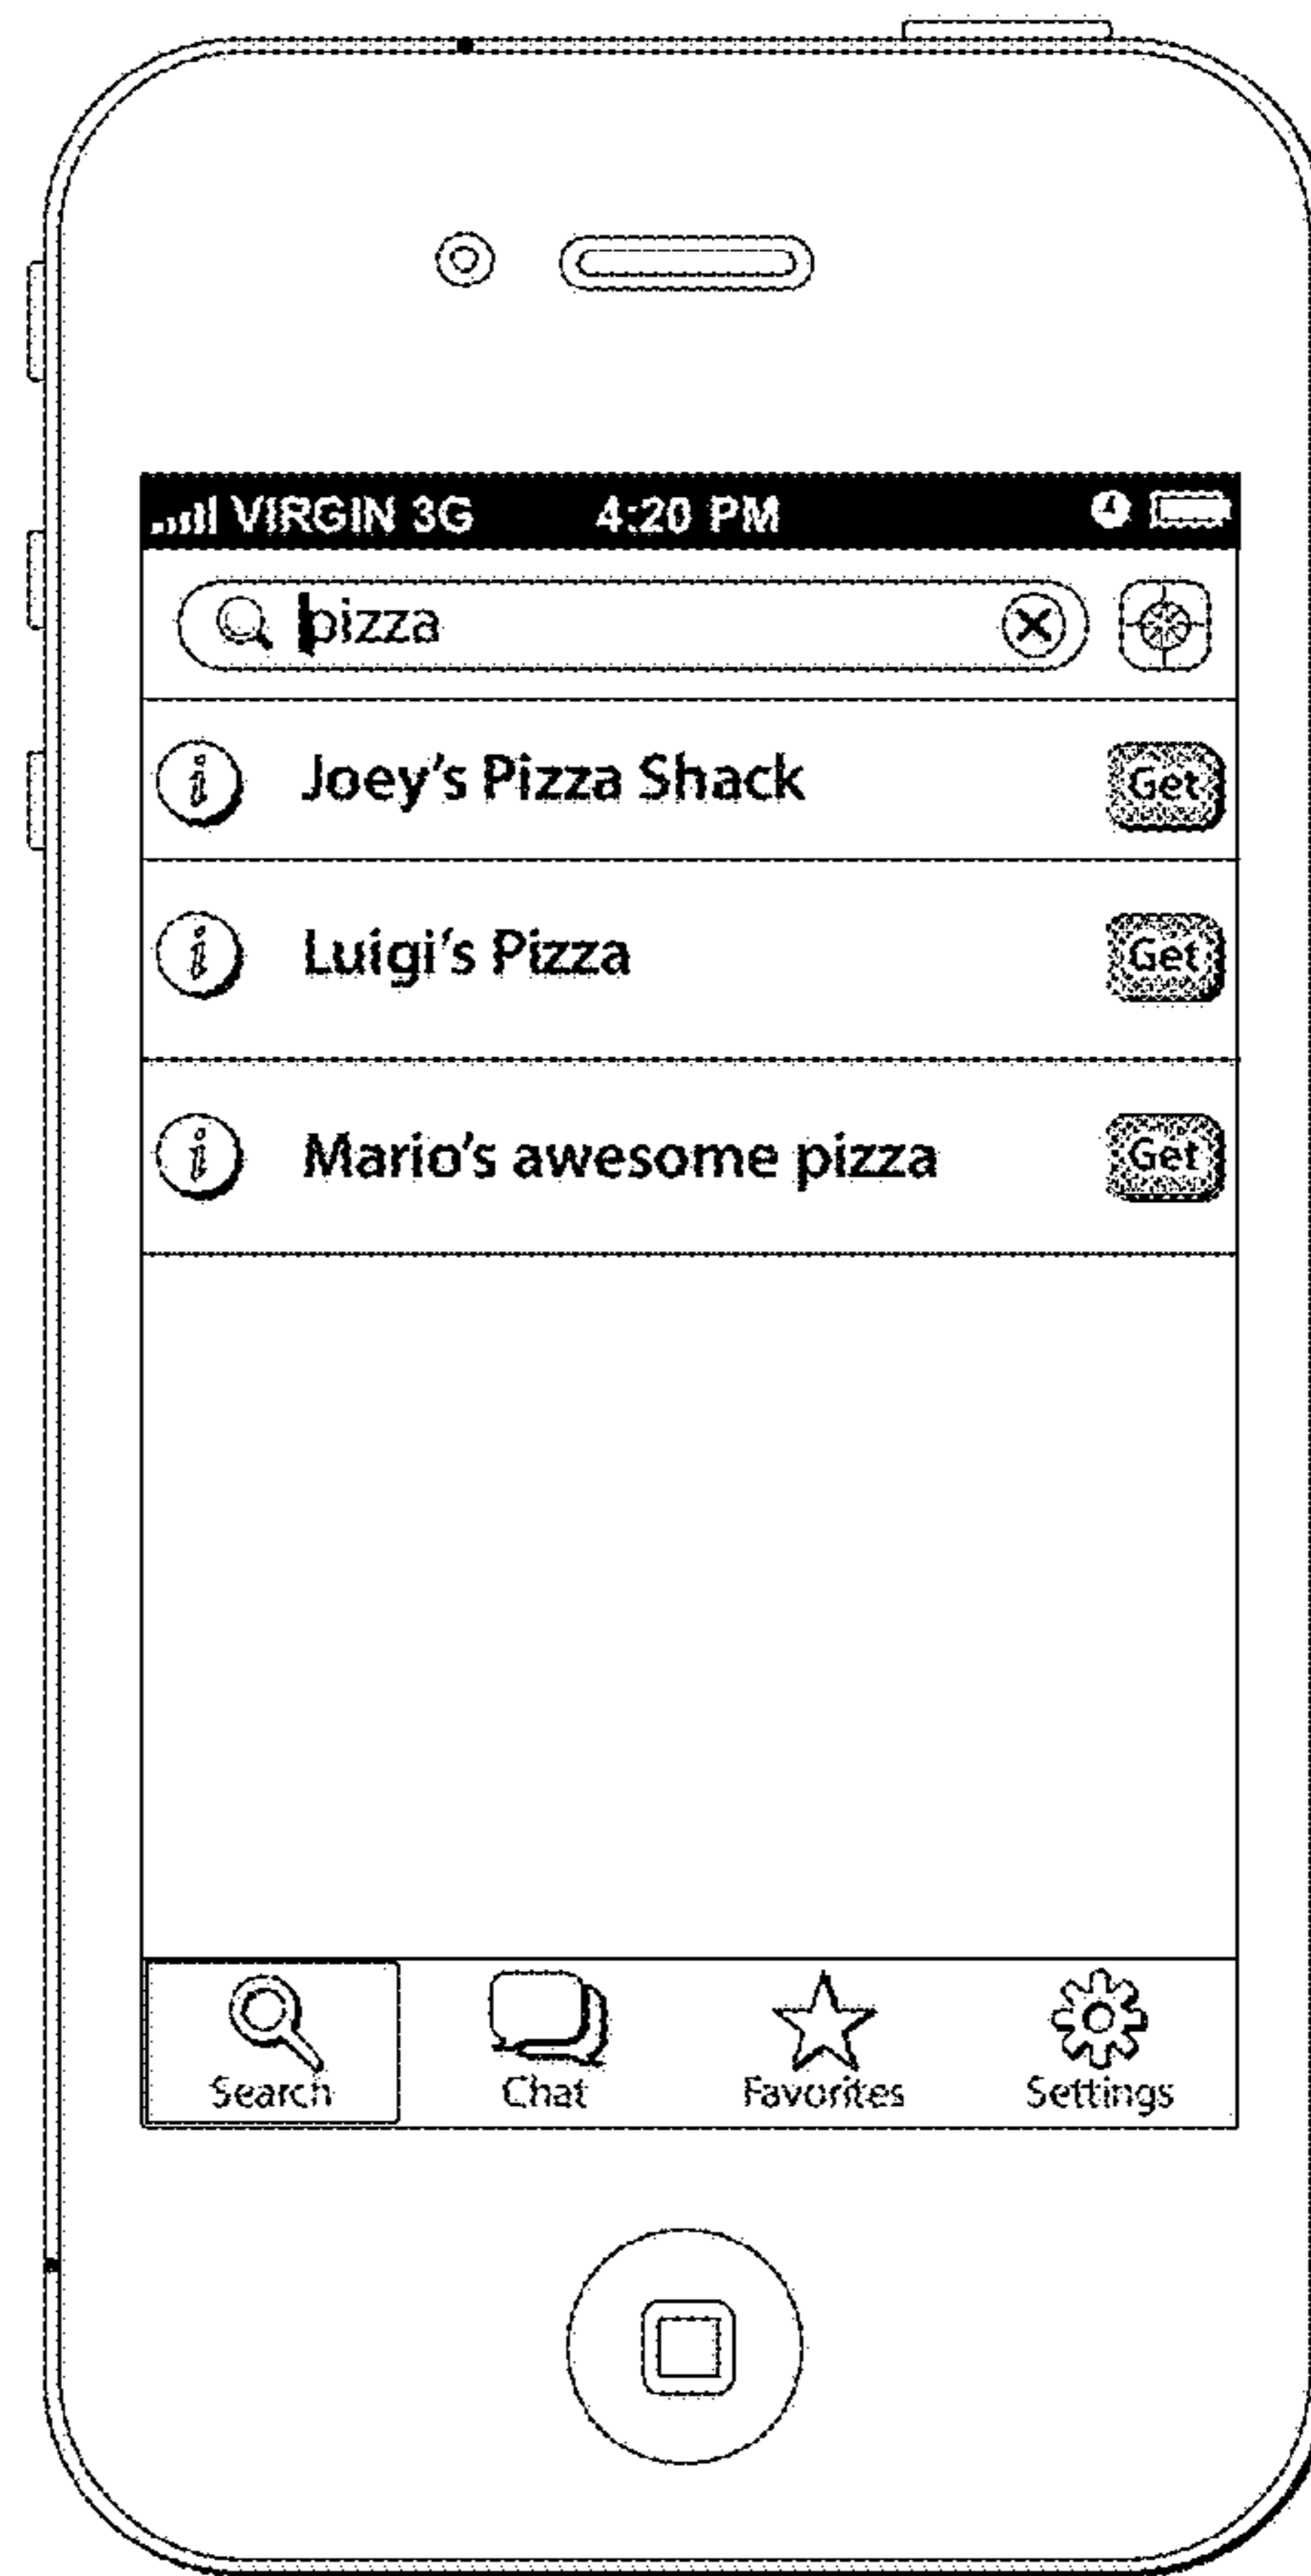 VIRGIN 3G 4:20 PM
pizza
i Joey's Pizza Shack Get
i Luigi's Pizza Get
i Mario's awesome pizza Get
Search Chat Favorites Settings